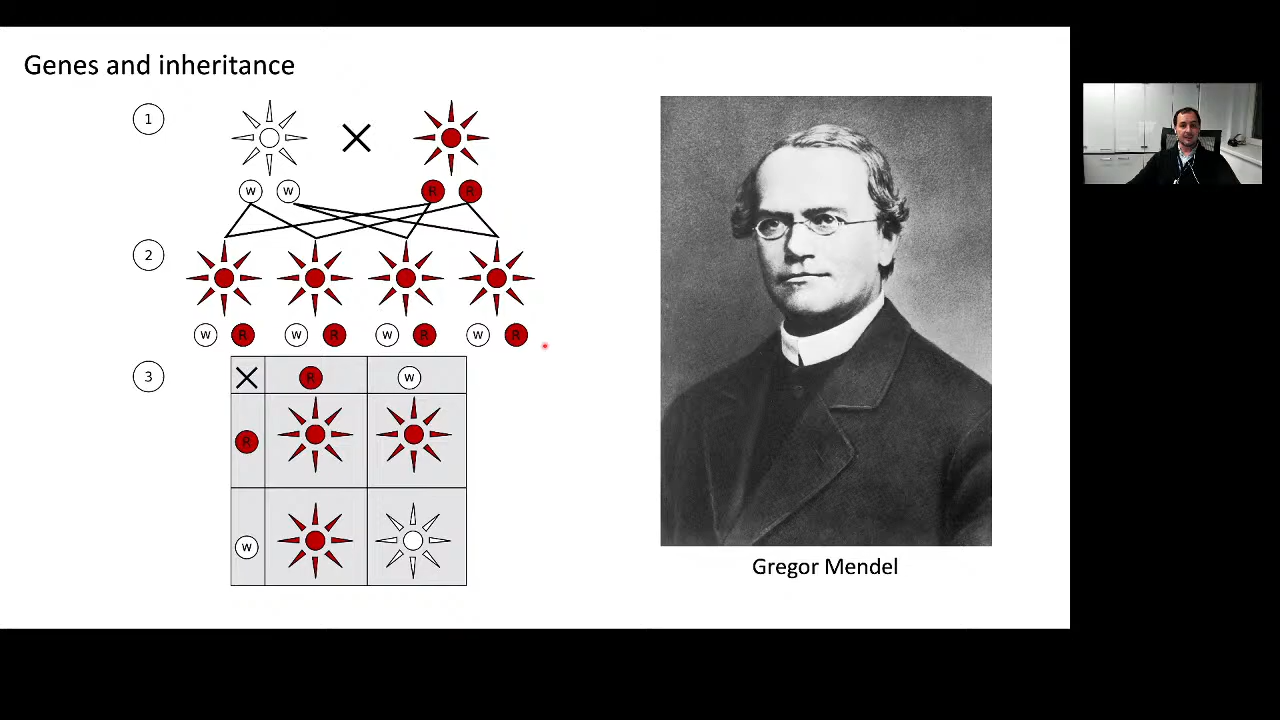 Genes and inheritance
1
w w R R
2
w R w R w R w R
3
R w
R
w
Gregor Mendel